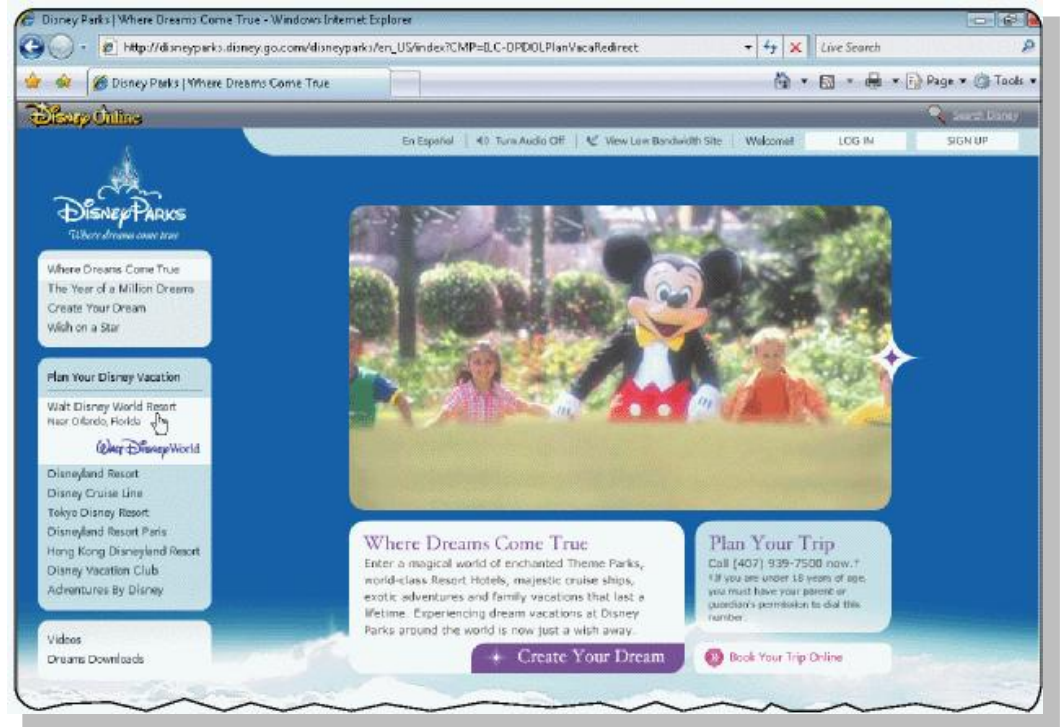 Disney Parks | Where Dreams Come True - Windows Internet Explorer
http://disneyparks.disney.go.com/disneyparks/en_US/index?CMP=ILC-DPDOLPlanVacaRedirect
Live Search
Disney Parks | Where Dreams Come True
Page
Tools
Disney Online
Search Disney
En Español
Turn Audio Off
View Low Bandwidth Site
Welcome!
LOG IN
SIGN UP
DISNEY PARKS
Where dreams come true
Where Dreams Come True
The Year of a Million Dreams
Create Your Dream
Wish on a Star
Plan Your Disney Vacation
Walt Disney World Resort
Near Orlando, Florida
Walt Disney World
Disneyland Resort
Disney Cruise Line
Tokyo Disney Resort
Disneyland Resort Paris
Hong Kong Disneyland Resort
Disney Vacation Club
Adventures By Disney
Videos
Dreams Downloads
Where Dreams Come True
Enter a magical world of enchanted Theme Parks,
world-class Resort Hotels, majestic cruise ships,
exotic adventures and family vacations that last a
lifetime. Experiencing dream vacations at Disney
Parks around the world is now just a wish away.
Create Your Dream
Plan Your Trip
Call (407) 939-7500 now.†
†If you are under 18 years of age,
you must have your parent or
guardian's permission to dial this
number.
Book Your Trip Online